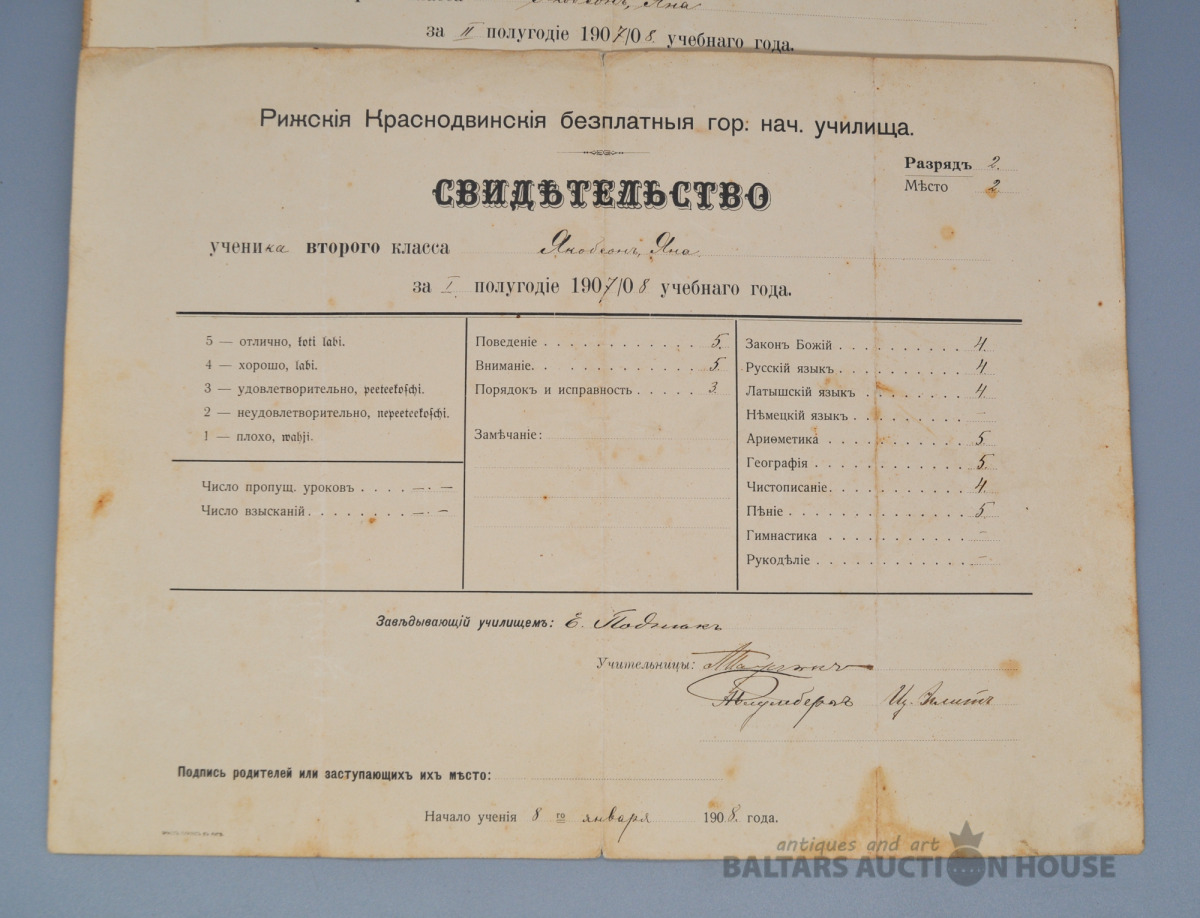 за II полугодіе 1907/08 учебнаго года.
Рижскія Краснодвинскія безплатныя гор. нач. училища.
Разрядъ 2.
Мѣсто 2
СВИДѢТЕЛЬСТВО
ученика второго класса Якобсонъ, Яна.
за I. полугодіе 1907/08 учебнаго года.
5 — отлично, ꝁoti labi.
4 — хорошо, labi.
3 — удовлетворительно, peeteekoſchi.
2 — неудовлетворительно, nepeeteekoſchi.
1 — плохо, wahji.
Число пропущ. уроковъ . . . . —·—
Число взысканій . . . . . . . . —·—
Поведеніе . . . . . . . . . . . . 5.
Вниманіе. . . . . . . . . . . . . 5.
Порядокъ и исправность . . . . . 3.
Замѣчаніе:
Законъ Божій . . . . . . . . . . 4.
Русскій языкъ . . . . . . . . . . 4.
Латышскій языкъ . . . . . . . . 4.
Нѣмецкій языкъ . . . . . . . . . —
Ариѳметика . . . . . . . . . . . 5.
Географія . . . . . . . . . . . . 5.
Чистописаніе. . . . . . . . . . . 4.
Пѣніе . . . . . . . . . . . . . . 5.
Гимнастика . . . . . . . . . . . —
Рукодѣліе . . . . . . . . . . . . —
Завѣдывающій училищемъ: Е.
Учительницы:
Подпись родителей или заступающихъ ихъ мѣсто:
Начало ученія 8 го января 1908. года.
antiques and art
BALTARS AUCTION HOUSE